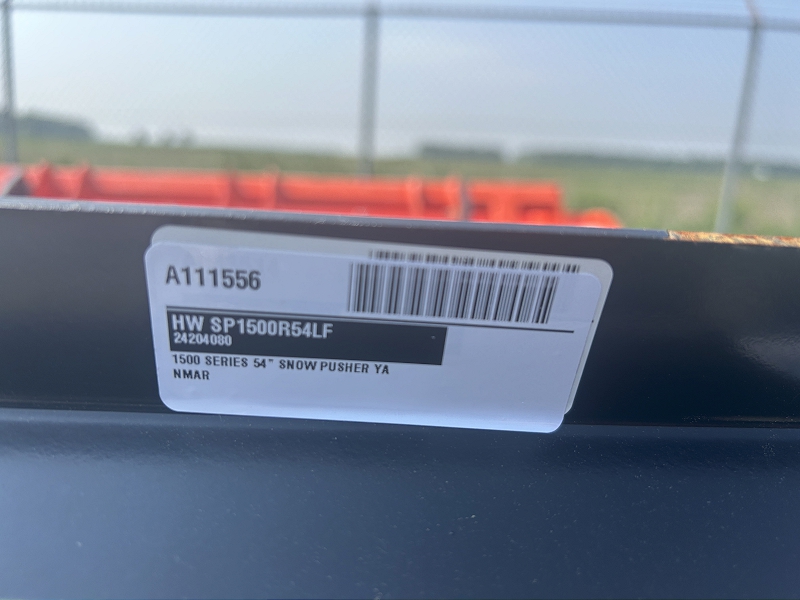 A111556
HW SP1500R54LF
24204080
1500 SERIES 54" SNOW PUSHER YA
NMAR